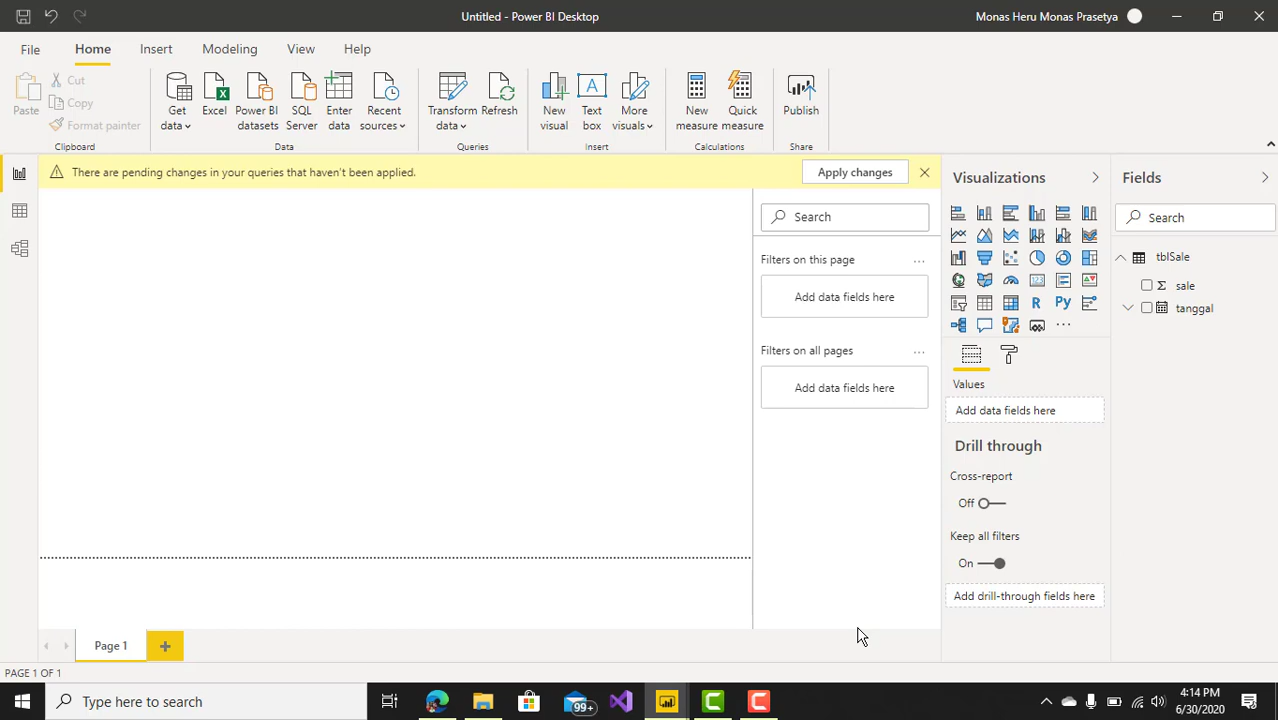 Untitled - Power BI Desktop
Monas Heru Monas Prasetya
File
Home
Insert
Modeling
View
Help
Paste
Cut
Copy
Format painter
Clipboard
Get data
Excel
Power BI datasets
SQL Server
Enter data
Recent sources
Data
Transform data
Refresh
Queries
New visual
Text box
More visuals
Insert
New measure
Quick measure
Calculations
Publish
Share
There are pending changes in your queries that haven't been applied.
Apply changes
Search
Filters on this page
...
Add data fields here
Filters on all pages
...
Add data fields here
Visualizations
R
Py
...
Values
Add data fields here
Drill through
Cross-report
Off
Keep all filters
On
Add drill-through fields here
Fields
Search
tblSale
sale
tanggal
Page 1
PAGE 1 OF 1
Type here to search
99+
4:14 PM
6/30/2020